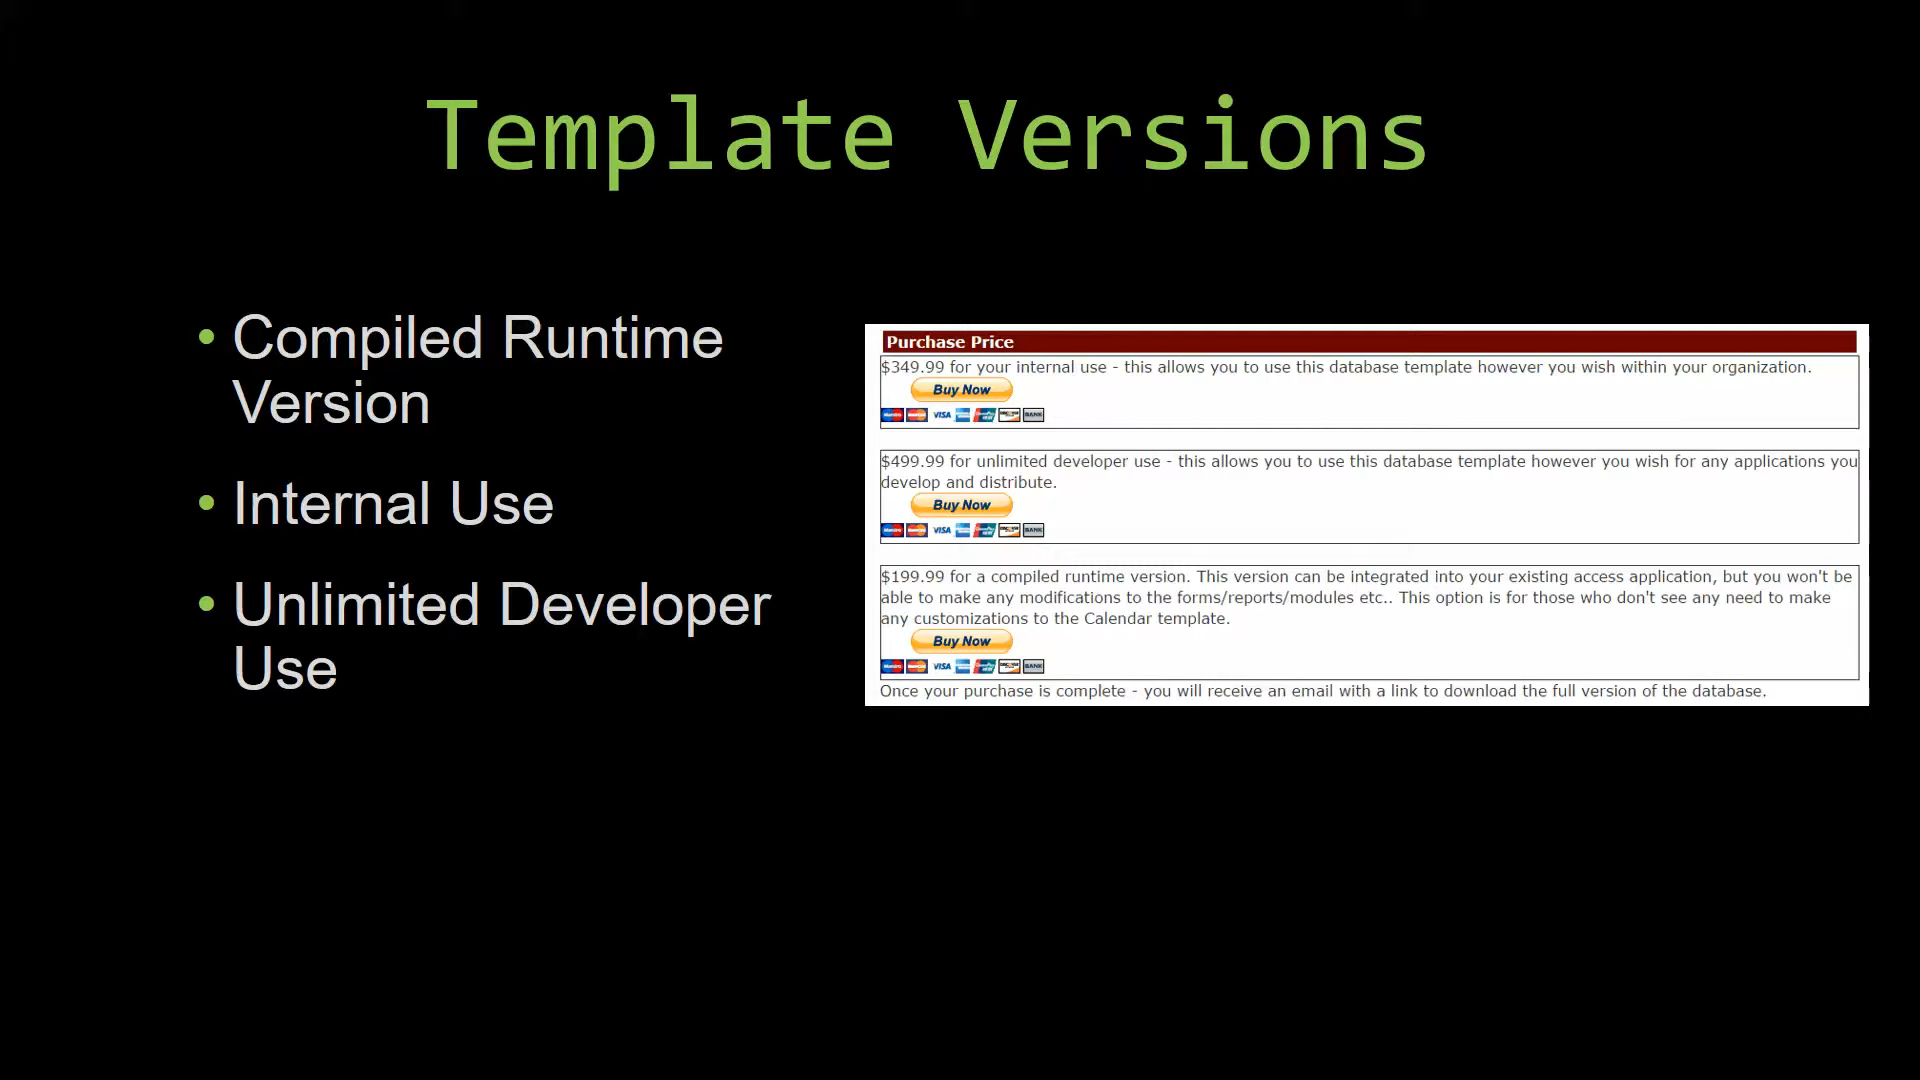 Template Versions
• Compiled Runtime
Version
• Internal Use
• Unlimited Developer
Use
Purchase Price
$349.99 for your internal use - this allows you to use this database template however you wish within your organization.
Buy Now
VISA BANK
$499.99 for unlimited developer use - this allows you to use this database template however you wish for any applications you
develop and distribute.
Buy Now
VISA BANK
$199.99 for a compiled runtime version. This version can be integrated into your existing access application, but you won't be
able to make any modifications to the forms/reports/modules etc.. This option is for those who don't see any need to make
any customizations to the Calendar template.
Buy Now
VISA BANK
Once your purchase is complete - you will receive an email with a link to download the full version of the database.